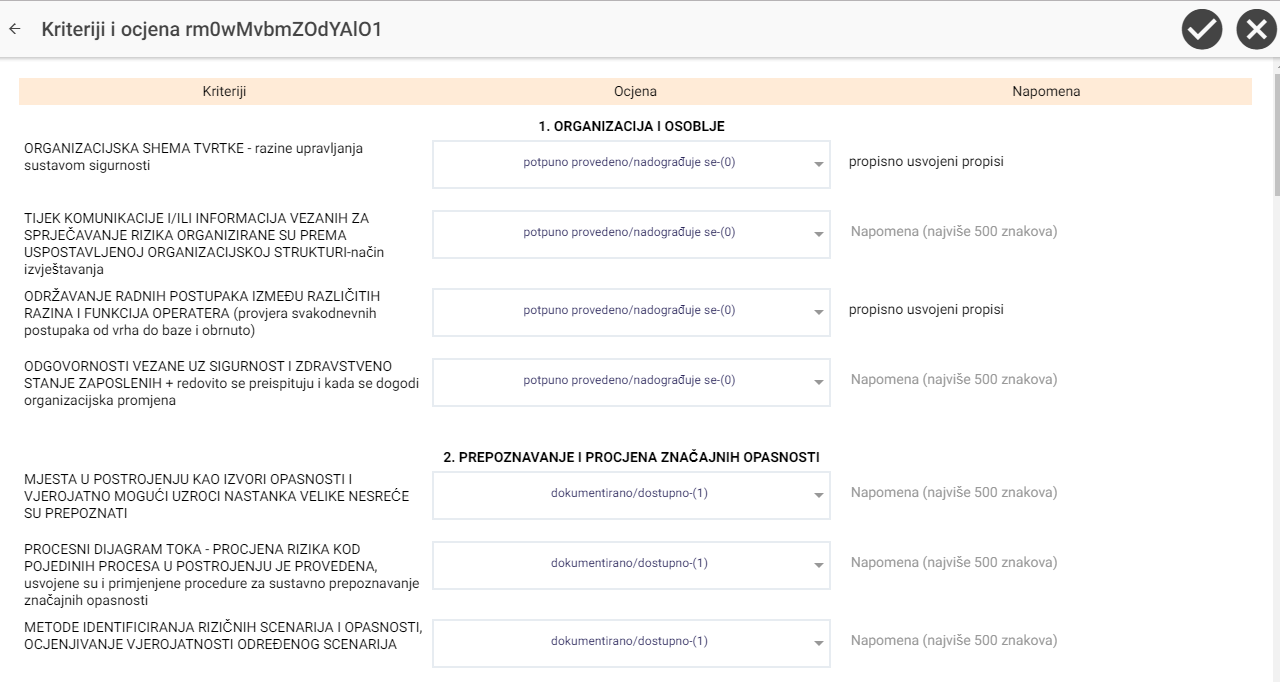 Kriteriji i ocjena rm0wMvbmZOdYAlO1
Kriteriji Ocjena Napomena
1. ORGANIZACIJA I OSOBLJE
ORGANIZACIJSKA SHEMA TVRTKE - razine upravljanja
sustavom sigurnosti
potpuno provedeno/nadograđuje se-(0)
propisno usvojeni propisi
TIJEK KOMUNIKACIJE I/ILI INFORMACIJA VEZANIH ZA
SPRJEČAVANJE RIZIKA ORGANIZIRANE SU PREMA
USPOSTAVLJENOJ ORGANIZACIJSKOJ STRUKTURI-način
izvještavanja
potpuno provedeno/nadograđuje se-(0)
Napomena (najviše 500 znakova)
ODRŽAVANJE RADNIH POSTUPAKA IZMEĐU RAZLIČITIH
RAZINA I FUNKCIJA OPERATERA (provjera svakodnevnih
postupaka od vrha do baze i obrnuto)
potpuno provedeno/nadograđuje se-(0)
propisno usvojeni propisi
ODGOVORNOSTI VEZANE UZ SIGURNOST I ZDRAVSTVENO
STANJE ZAPOSLENIH + redovito se preispituju i kada se dogodi
organizacijska promjena
potpuno provedeno/nadograđuje se-(0)
Napomena (najviše 500 znakova)
2. PREPOZNAVANJE I PROCJENA ZNAČAJNIH OPASNOSTI
MJESTA U POSTROJENJU KAO IZVORI OPASNOSTI I
VJEROJATNO MOGUĆI UZROCI NASTANKA VELIKE NESREĆE
SU PREPOZNATI
dokumentirano/dostupno-(1)
Napomena (najviše 500 znakova)
PROCESNI DIJAGRAM TOKA - PROCJENA RIZIKA KOD
POJEDINIH PROCESA U POSTROJENJU JE PROVEDENA,
usvojene su i primjenjene procedure za sustavno prepoznavanje
značajnih opasnosti
dokumentirano/dostupno-(1)
Napomena (najviše 500 znakova)
METODE IDENTIFICIRANJA RIZIČNIH SCENARIJA I OPASNOSTI,
OCJENJIVANJE VJEROJATNOSTI ODREĐENOG SCENARIJA
dokumentirano/dostupno-(1)
Napomena (najviše 500 znakova)